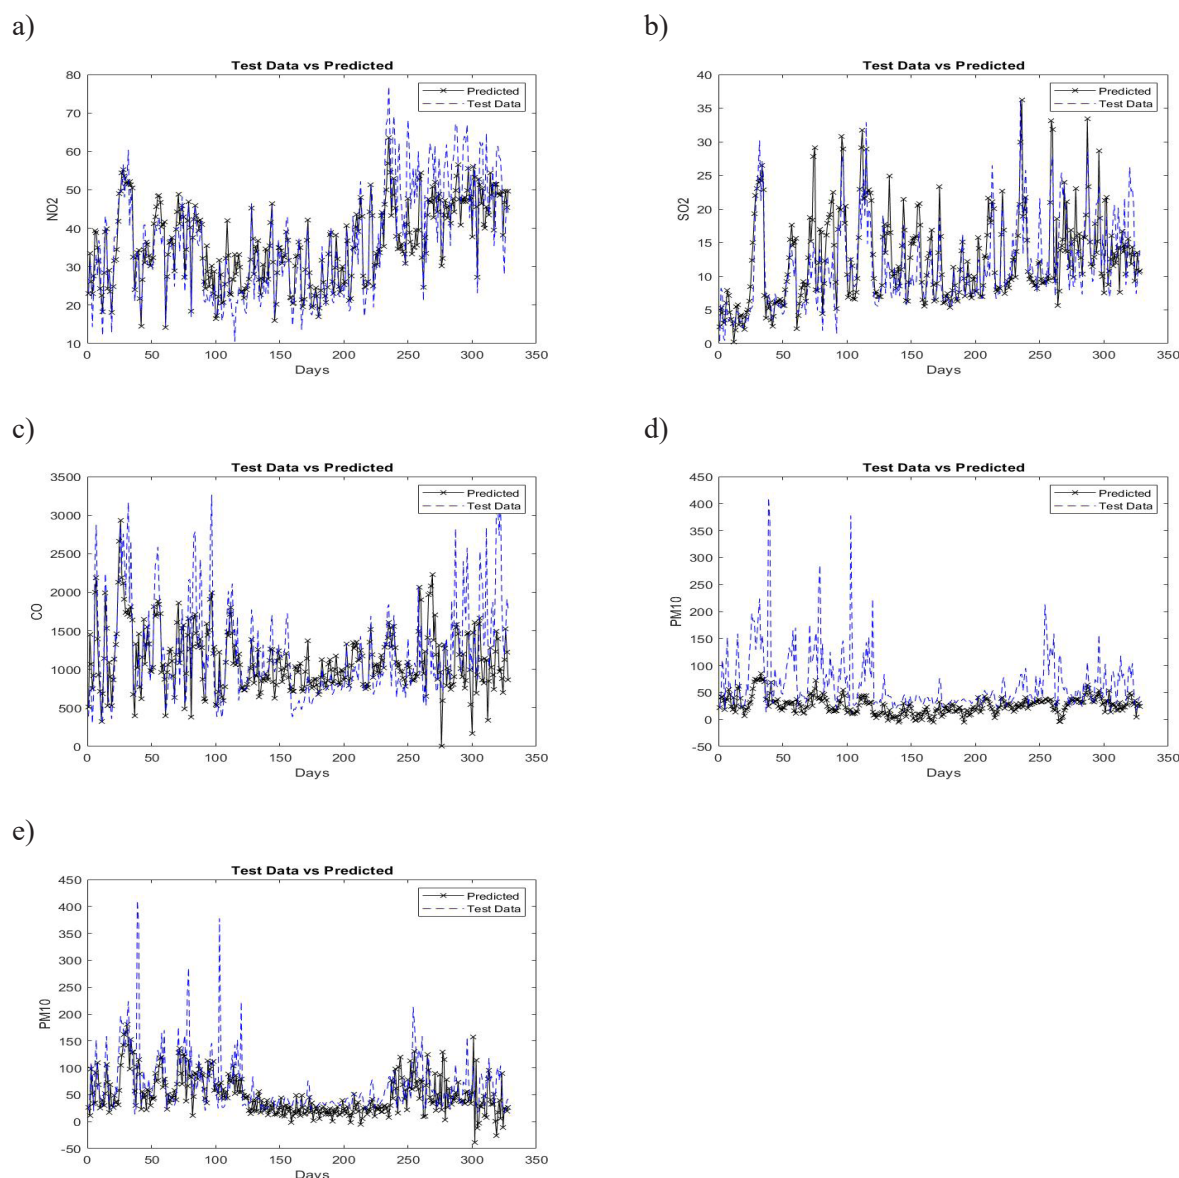 a)
Test Data vs Predicted
80
70
60
50
40
30
20
10
NO2
0 50 100 150 200 250 300 350
Days
Predicted
Test Data
b)
Test Data vs Predicted
40
35
30
25
20
15
10
5
0
SO2
0 50 100 150 200 250 300 350
Days
Predicted
Test Data
c)
Test Data vs Predicted
3500
3000
2500
2000
1500
1000
500
0
CO
0 50 100 150 200 250 300 350
Days
Predicted
Test Data
d)
Test Data vs Predicted
450
400
350
300
250
200
150
100
50
0
-50
PM10
0 50 100 150 200 250 300 350
Days
Predicted
Test Data
e)
Test Data vs Predicted
450
400
350
300
250
200
150
100
50
0
-50
PM10
0 50 100 150 200 250 300 350
Days
Predicted
Test Data